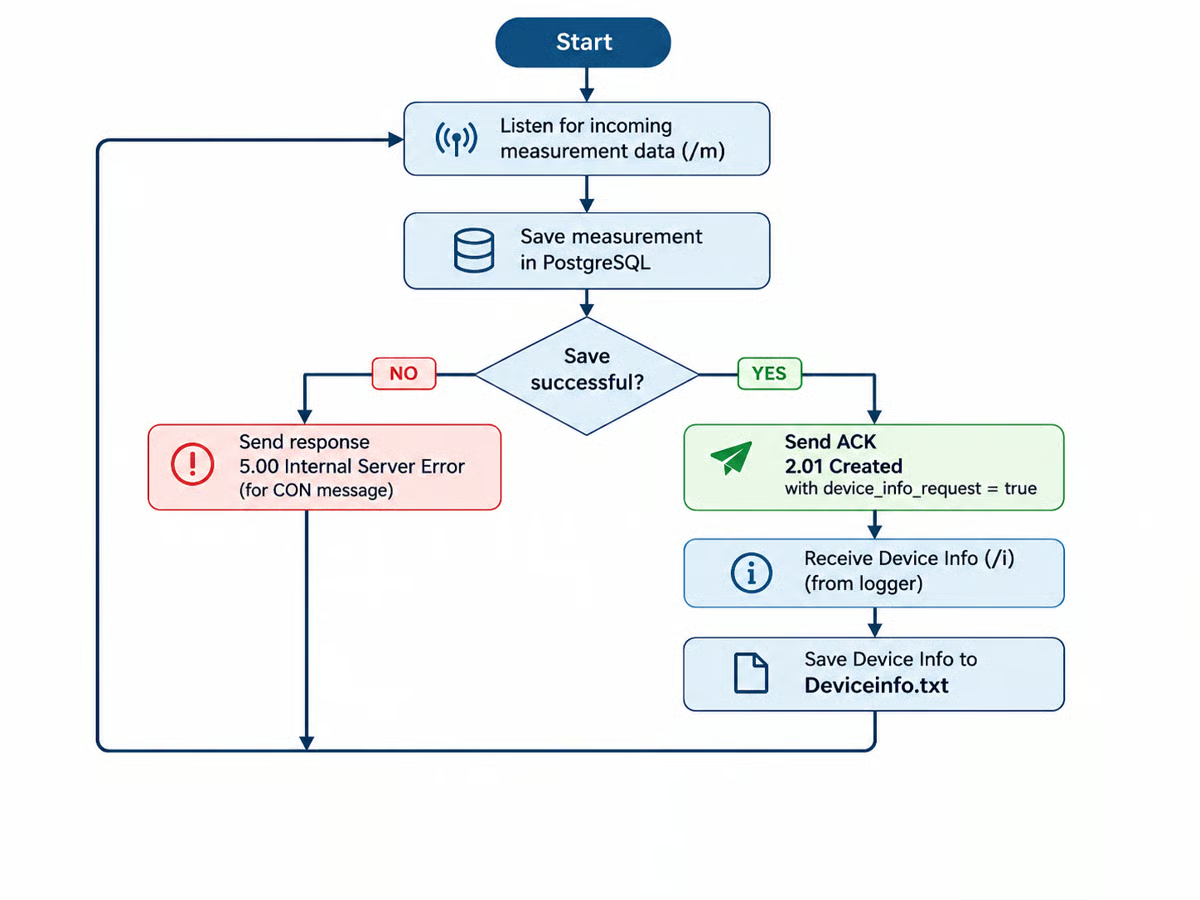 Start
Listen for incoming
measurement data (/m)
Save measurement
in PostgreSQL
Save
successful?
NO
YES
Send response
5.00 Internal Server Error
(for CON message)
Send ACK
2.01 Created
with device_info_request = true
Receive Device Info (/i)
(from logger)
Save Device Info to
Deviceinfo.txt